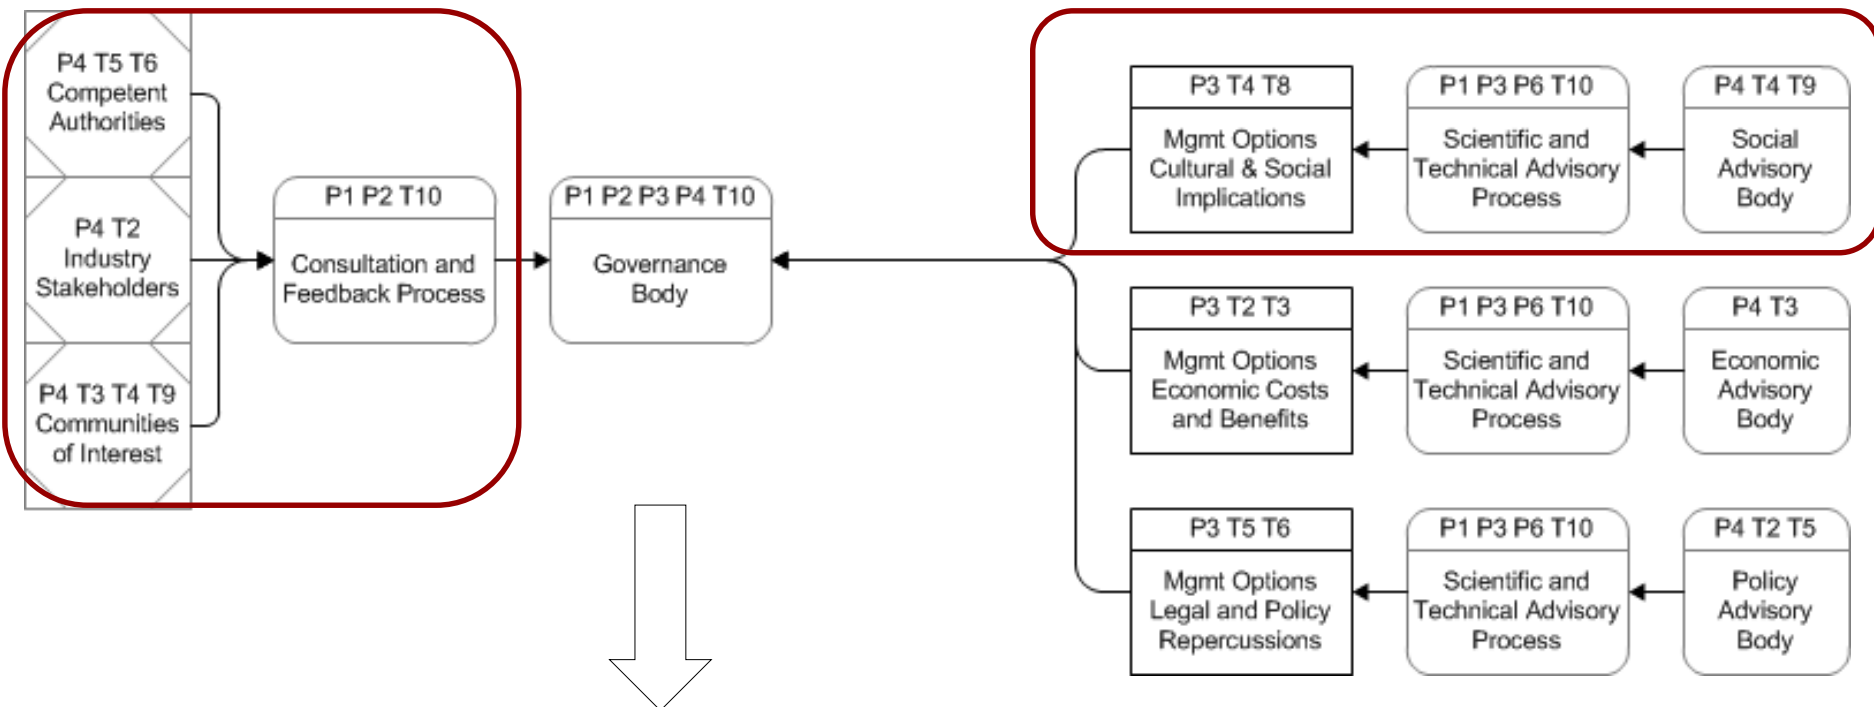 P4 T5 T6
Competent
Authorities
P4 T2
Industry
Stakeholders
P4 T3 T4 T9
Communities
of Interest
P1 P2 T10
Consultation and
Feedback Process
P1 P2 P3 P4 T10
Governance
Body
P3 T4 T8
Mgmt Options
Cultural & Social
Implications
P1 P3 P6 T10
Scientific and
Technical Advisory
Process
P4 T4 T9
Social
Advisory
Body
P3 T2 T3
Mgmt Options
Economic Costs
and Benefits
P1 P3 P6 T10
Scientific and
Technical Advisory
Process
P4 T3
Economic
Advisory
Body
P3 T5 T6
Mgmt Options
Legal and Policy
Repercussions
P1 P3 P6 T10
Scientific and
Technical Advisory
Process
P4 T2 T5
Policy
Advisory
Body